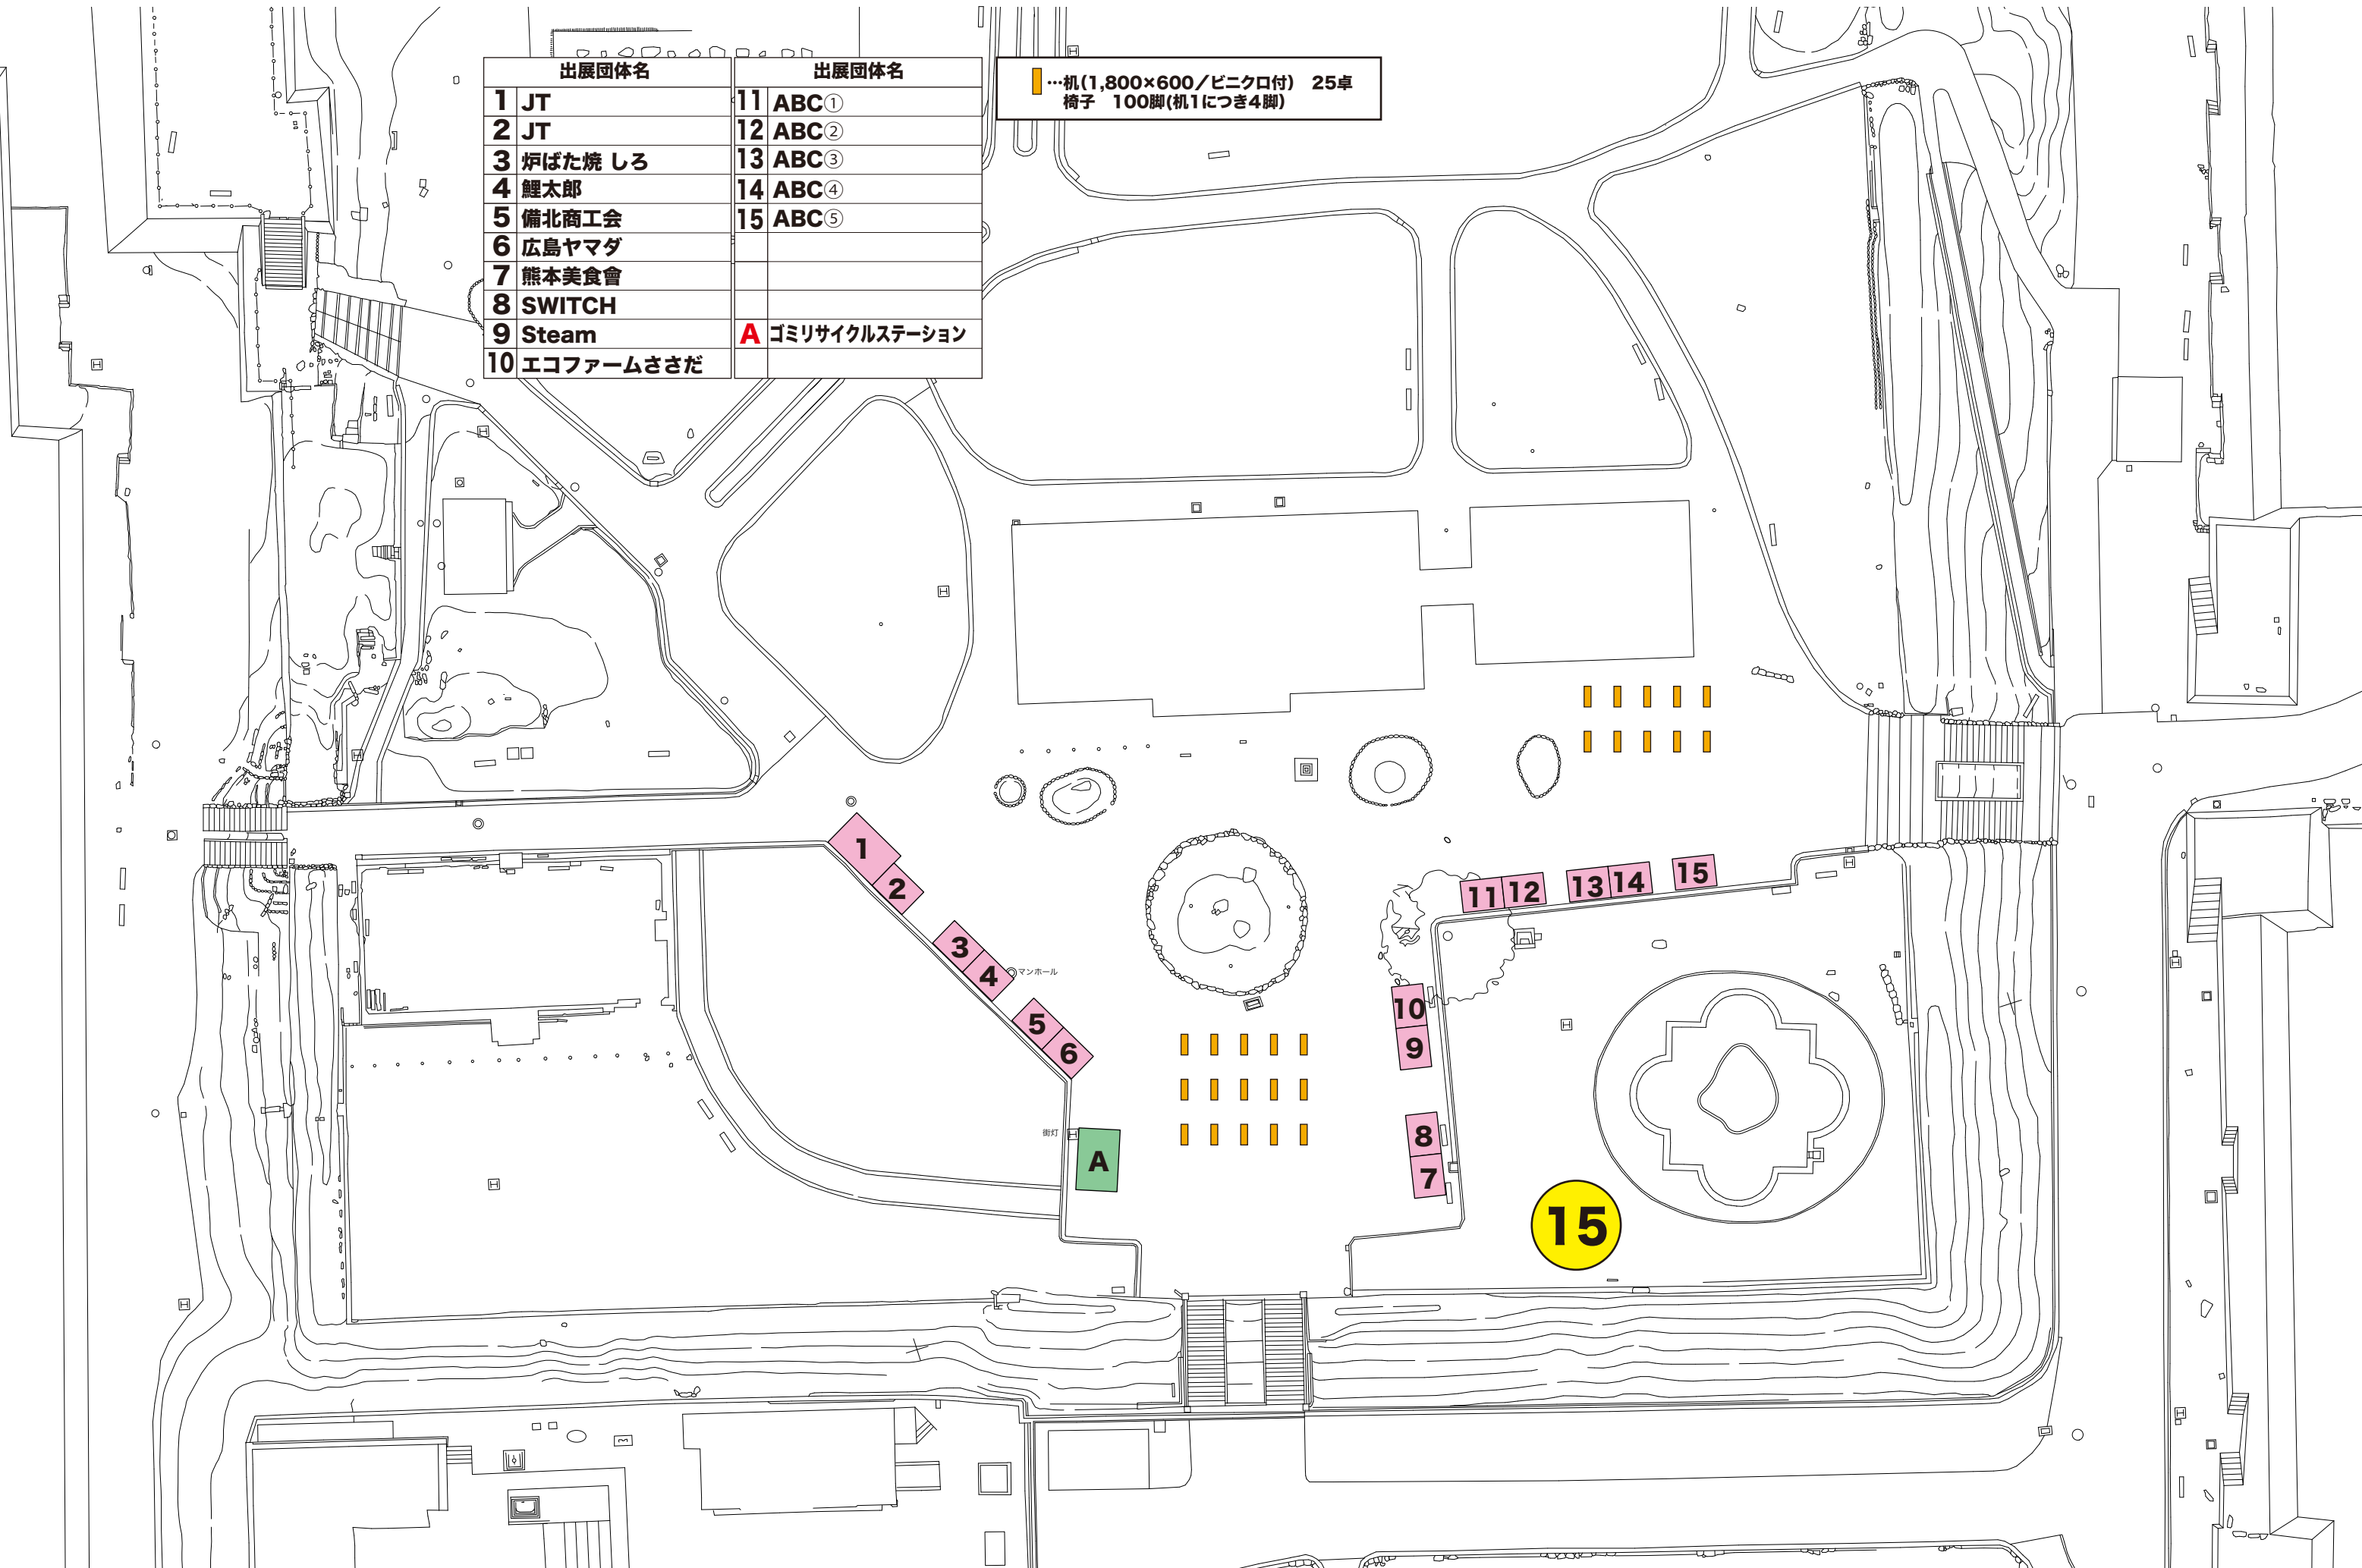 出展団体名
1 JT
2 JT
3 炉ばた焼 しろ
4 鯉太郎
5 備北商工会
6 広島ヤマダ
7 熊本美食會
8 SWITCH
9 Steam
10 エコファームささだ
出展団体名
11 ABC①
12 ABC②
13 ABC③
14 ABC④
15 ABC⑤
A ゴミリサイクルステーション
…机(1,800×600/ビニクロ付) 25卓
椅子 100脚(机1につき4脚)
1
2
3
4
マンホール
5
6
街灯
A
11 12 13 14 15
10
9
8
7
15